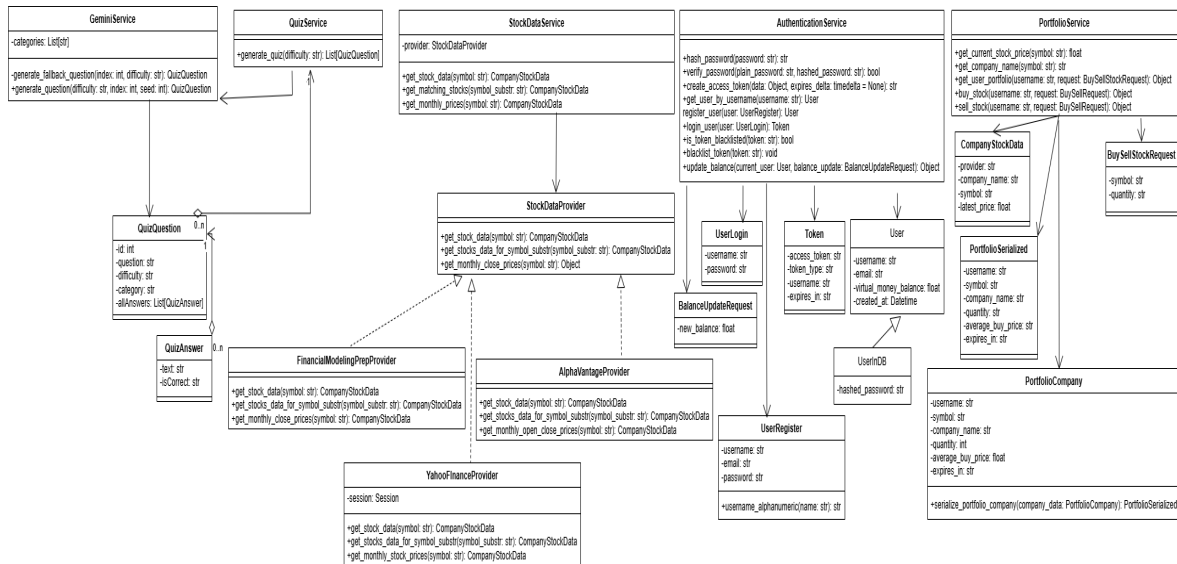 GeminiService
-categories: List[str]
-generate_fallback_question(index: int, difficulty: str): QuizQuestion
+generate_question(difficulty: str, index: int, seed: int): QuizQuestion
QuizService
+generate_quiz(difficulty: str): List[QuizQuestion]
1
StockDataService
-provider: StockDataProvider
+get_stock_data(symbol: str): CompanyStockData
+get_matching_stocks(symbol_substr: str): CompanyStockData
+get_monthly_prices(symbol: str): CompanyStockData
AuthenticationService
+hash_password(password: str): str
+verify_password(plain_password: str, hashed_password: str): bool
+create_access_token(data: Object, expires_delta: timedelta = None): str
+get_user_by_username(username: str): User
register_user(user: UserRegister): User
+login_user(user: UserLogin): Token
+is_token_blacklisted(token: str): bool
+blacklist_token(token: str): void
+update_balance(current_user: User, balance_update: BalanceUpdateRequest): Object
PortfolioService
+get_current_stock_price(symbol: str): float
+get_company_name(symbol: str): str
+get_user_portfolio(username: str, request: BuySellStockRequest): Object
+buy_stock(username: str, request: BuySellRequest): Object
+sell_stock(username: str, request: BuySellRequest): Object
CompanyStockData
-provider: str
-company_name: str
-symbol: str
-latest_price: float
BuySellStockRequest
-symbol: str
-quantity: str
QuizQuestion
-id: int
-question: str
-difficulty: str
-category: str
-allAnswers: List[QuizAnswer]
0..n
1
StockDataProvider
+get_stock_data(symbol: str): CompanyStockData
+get_stocks_data_for_symbol_substr(symbol_substr: str): CompanyStockData
+get_monthly_close_prices(symbol: str): Object
UserLogin
-username: str
-password: str
Token
-access_token: str
-token_type: str
-username: str
-expires_in: str
User
-username: str
-email: str
-virtual_money_balance: float
-created_at: Datetime
PortfolioSerialized
-username: str
-symbol: str
-company_name: str
-quantity: str
-average_buy_price: str
-expires_in: str
BalanceUpdateRequest
-new_balance: float
QuizAnswer
-text: str
-isCorrect: str
0..n
FinancialModelingPrepProvider
+get_stock_data(symbol: str): CompanyStockData
+get_stocks_data_for_symbol_substr(symbol_substr: str): CompanyStockData
+get_monthly_close_prices(symbol: str): CompanyStockData
AlphaVantageProvider
+get_stock_data(symbol: str): CompanyStockData
+get_stocks_data_for_symbol_substr(symbol_substr: str): CompanyStockData
+get_monthly_open_close_prices(symbol: str): CompanyStockData
UserInDB
-hashed_password: str
PortfolioCompany
-username: str
-symbol: str
-company_name: str
-quantity: int
-average_buy_price: float
-expires_in: str
+serialize_portfolio_company(company_data: PortfolioCompany): PortfolioSerialized
UserRegister
-username: str
-email: str
-password: str
+username_alphanumeric(name: str): str
YahooFInanceProvider
-session: Session
+get_stock_data(symbol: str): CompanyStockData
+get_stocks_data_for_symbol_substr(symbol_substr: str): CompanyStockData
+get_monthly_stock_prices(symbol: str): CompanyStockData